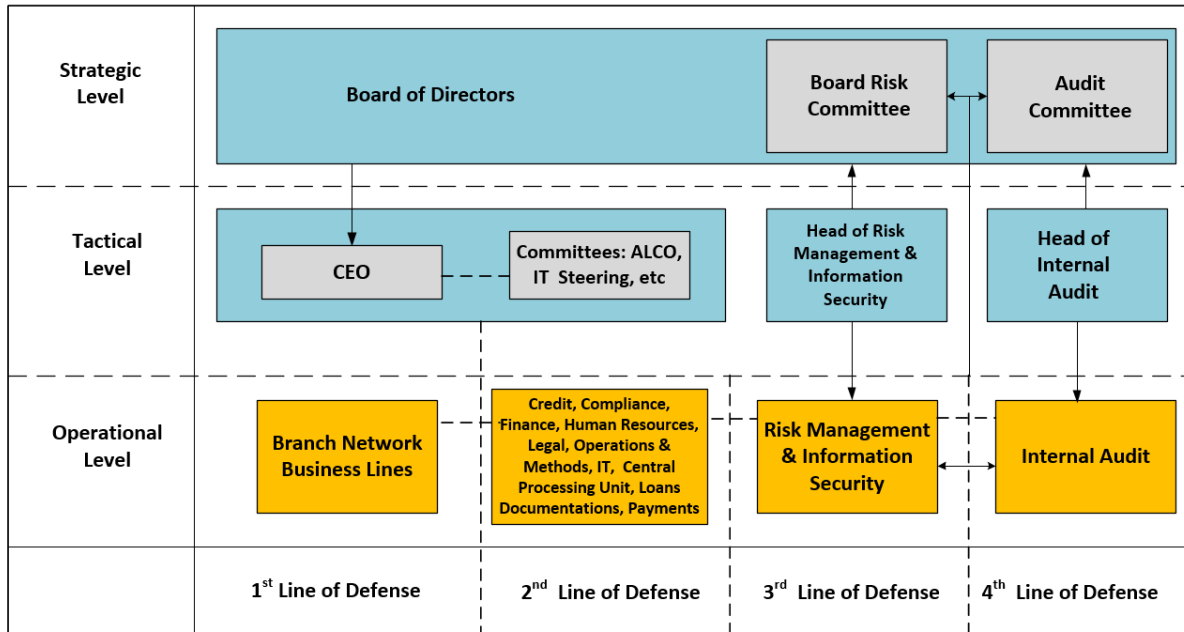 Strategic
Level
Board of Directors
Board Risk
Committee
Audit
Committee
Tactical
Level
CEO
Committees: ALCO,
IT Steering, etc
Head of Risk
Management &
Information
Security
Head of
Internal
Audit
Operational
Level
Branch Network
Business Lines
Credit, Compliance,
Finance, Human Resources,
Legal, Operations &
Methods, IT, Central
Processing Unit, Loans
Documentations, Payments
Risk Management
& Information
Security
Internal Audit
1st Line of Defense
2nd Line of Defense
3rd Line of Defense
4th Line of Defense